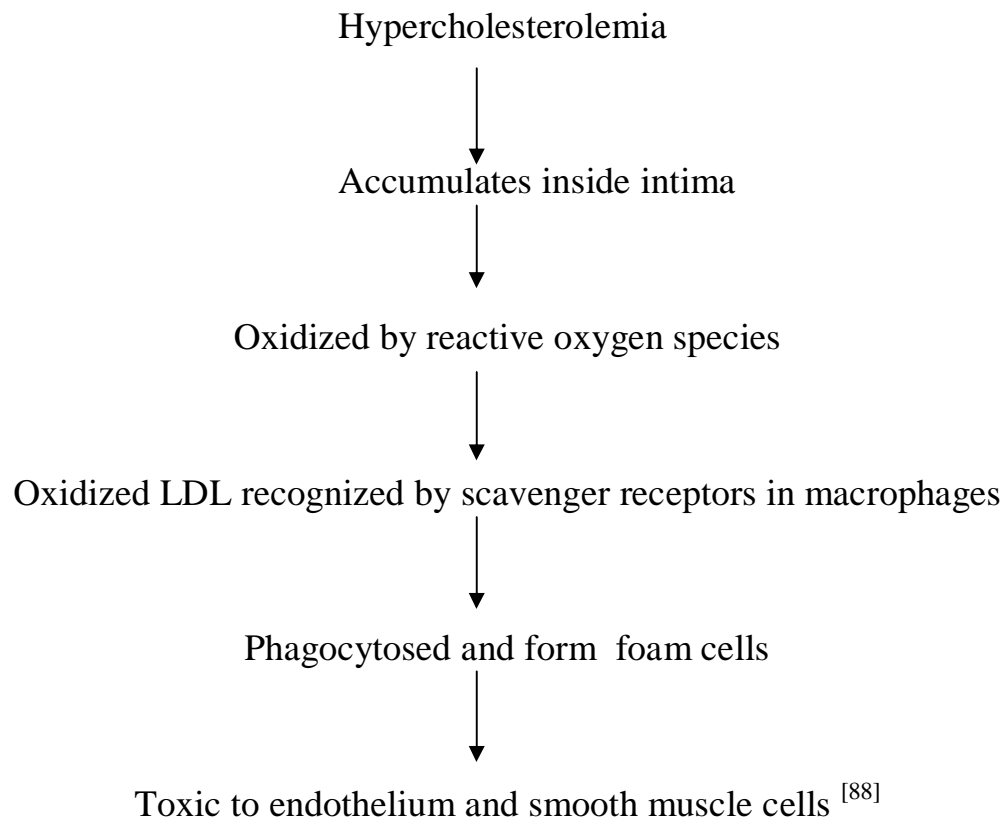 Hypercholesterolemia
Accumulates inside intima
Oxidized by reactive oxygen species
Oxidized LDL recognized by scavenger receptors in macrophages
Phagocytosed and form  foam cells
Toxic to endothelium and smooth muscle cells [88]